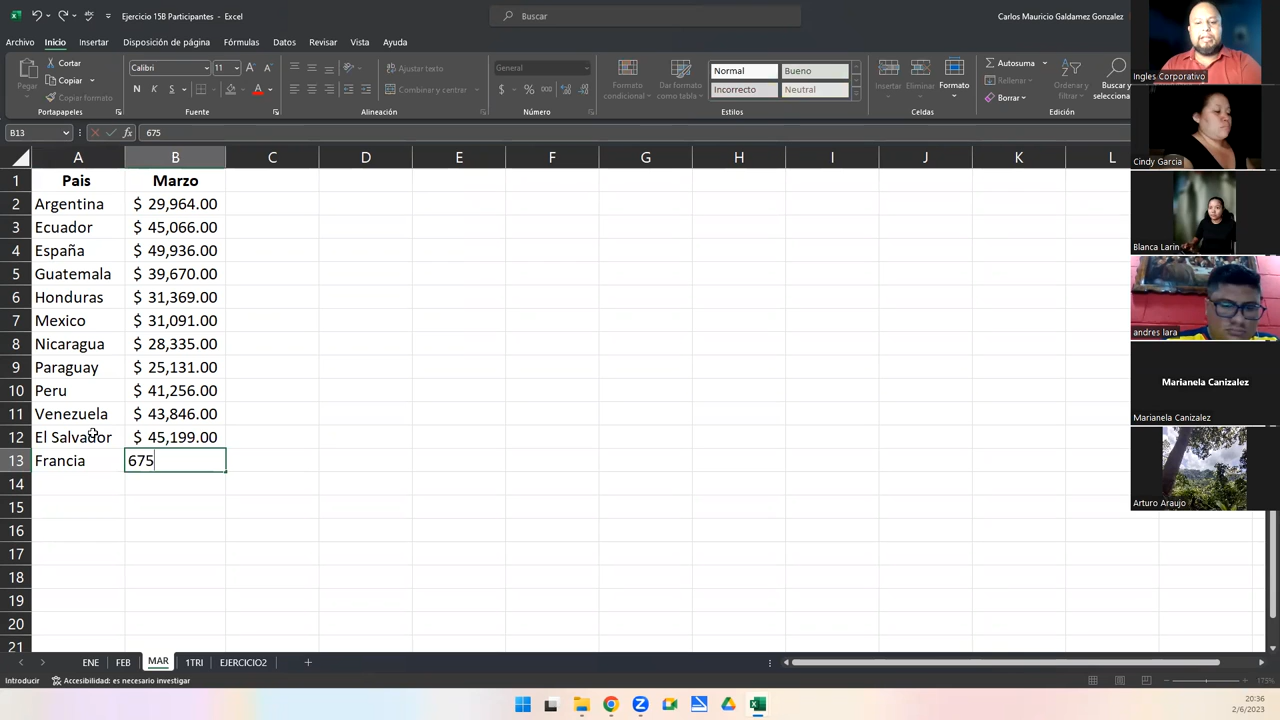 Ejercicio 15B Participantes - Excel
Buscar
Carlos Mauricio Galdamez Gonzalez
Archivo Inicio Insertar Disposición de página Fórmulas Datos Revisar Vista Ayuda
Pegar
Cortar
Copiar
Copiar formato
Portapapeles
Calibri 11
N K S
Fuente
Ajustar texto
Combinar y centrar
Alineación
General
$ % 000
Número
Formato condicional
Dar formato como tabla
Normal Bueno
Incorrecto Neutral
Estilos
Insertar Eliminar Formato
Celdas
Autosuma
Rellenar
Borrar
Ordenar y filtrar
Buscar y selecciona
Edición
B13 fx 675
A B C D E F G H I J K L
1 Pais Marzo
2 Argentina $ 29,964.00
3 Ecuador $ 45,066.00
4 España $ 49,936.00
5 Guatemala $ 39,670.00
6 Honduras $ 31,369.00
7 Mexico $ 31,091.00
8 Nicaragua $ 28,335.00
9 Paraguay $ 25,131.00
10 Peru $ 41,256.00
11 Venezuela $ 43,846.00
12 El Salvador $ 45,199.00
13 Francia 675
14
15
16
17
18
19
20
21
ENE FEB MAR 1TRI EJERCICIO2
Introducir Accesibilidad: es necesario investigar
175%
20:36
2/6/2023
Ingles Corporativo
Cindy Garcia
Blanca Larin
andres lara
Marianela Canizalez
Marianela Canizalez
Arturo Araujo